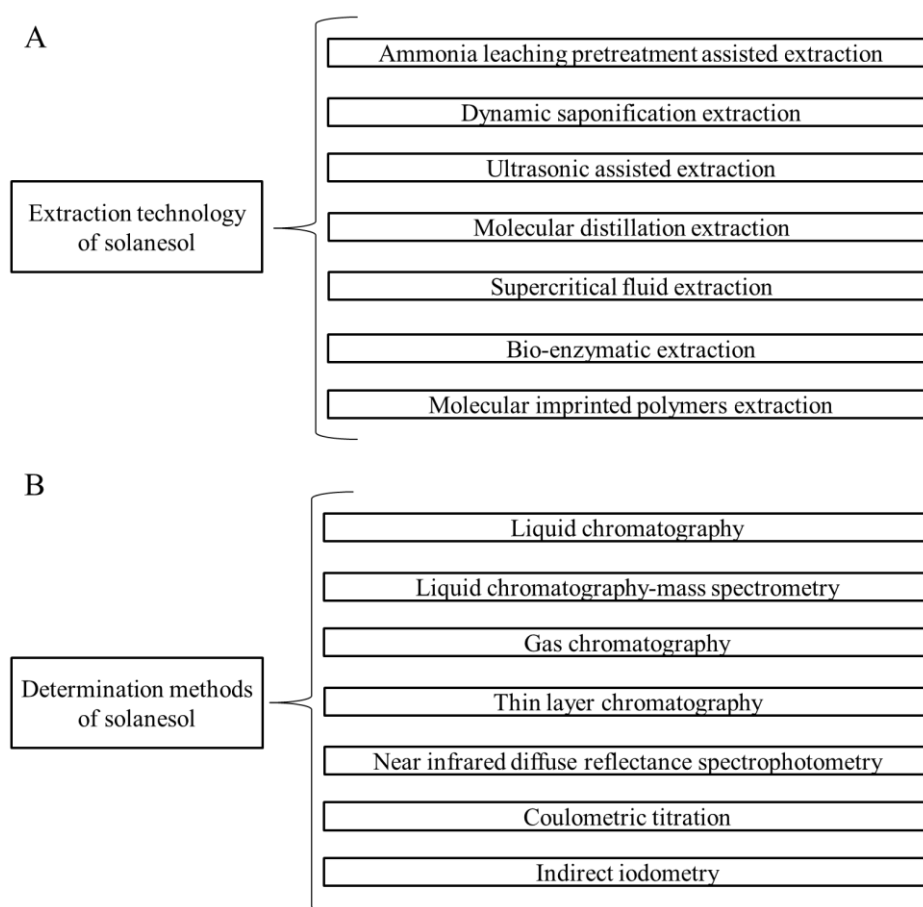 A
Extraction technology
of solanesol
Ammonia leaching pretreatment assisted extraction
Dynamic saponification extraction
Ultrasonic assisted extraction
Molecular distillation extraction
Supercritical fluid extraction
Bio-enzymatic extraction
Molecular imprinted polymers extraction
B
Determination methods
of solanesol
Liquid chromatography
Liquid chromatography-mass spectrometry
Gas chromatography
Thin layer chromatography
Near infrared diffuse reflectance spectrophotometry
Coulometric titration
Indirect iodometry